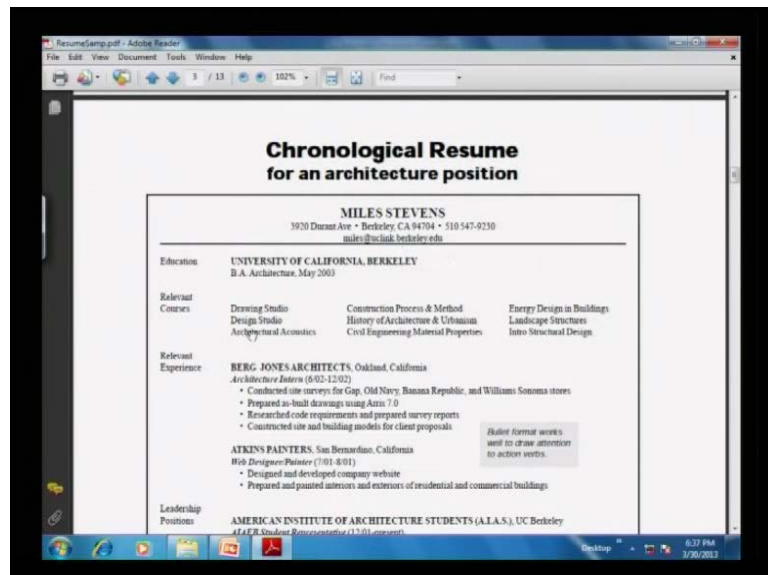 ResumeSamp.pdf - Adobe Reader
File Edit View Document Tools Window Help
3 / 13 102% Find
Chronological Resume
for an architecture position
MILES STEVENS
3920 Durant Ave • Berkeley, CA 94704 • 510 547-9230
miles@uclink.berkeley.edu
Education UNIVERSITY OF CALIFORNIA, BERKELEY
B.A. Architecture, May 2003
Relevant
Courses Drawing Studio Construction Process & Method Energy Design in Buildings
Design Studio History of Architecture & Urbanism Landscape Structures
Architectural Acoustics Civil Engineering Material Properties Intro Structural Design
Relevant
Experience BERG JONES ARCHITECTS, Oakland, California
Architecture Intern (6/02-12/02)
• Conducted site surveys for Gap, Old Navy, Banana Republic, and Williams Sonoma stores
• Prepared as-built drawings using Arris 7.0
• Researched code requirements and prepared survey reports
• Constructed site and building models for client proposals
Bullet format works
well to draw attention
to action verbs.
ATKINS PAINTERS, San Bernardino, California
Web Designer/Painter (7/01-8/01)
• Designed and developed company website
• Prepared and painted interiors and exteriors of residential and commercial buildings
Leadership
Positions AMERICAN INSTITUTE OF ARCHITECTURE STUDENTS (A.I.A.S.), UC Berkeley
Student Representative (12/01-present)
Desktop 6:37 PM
3/30/2013